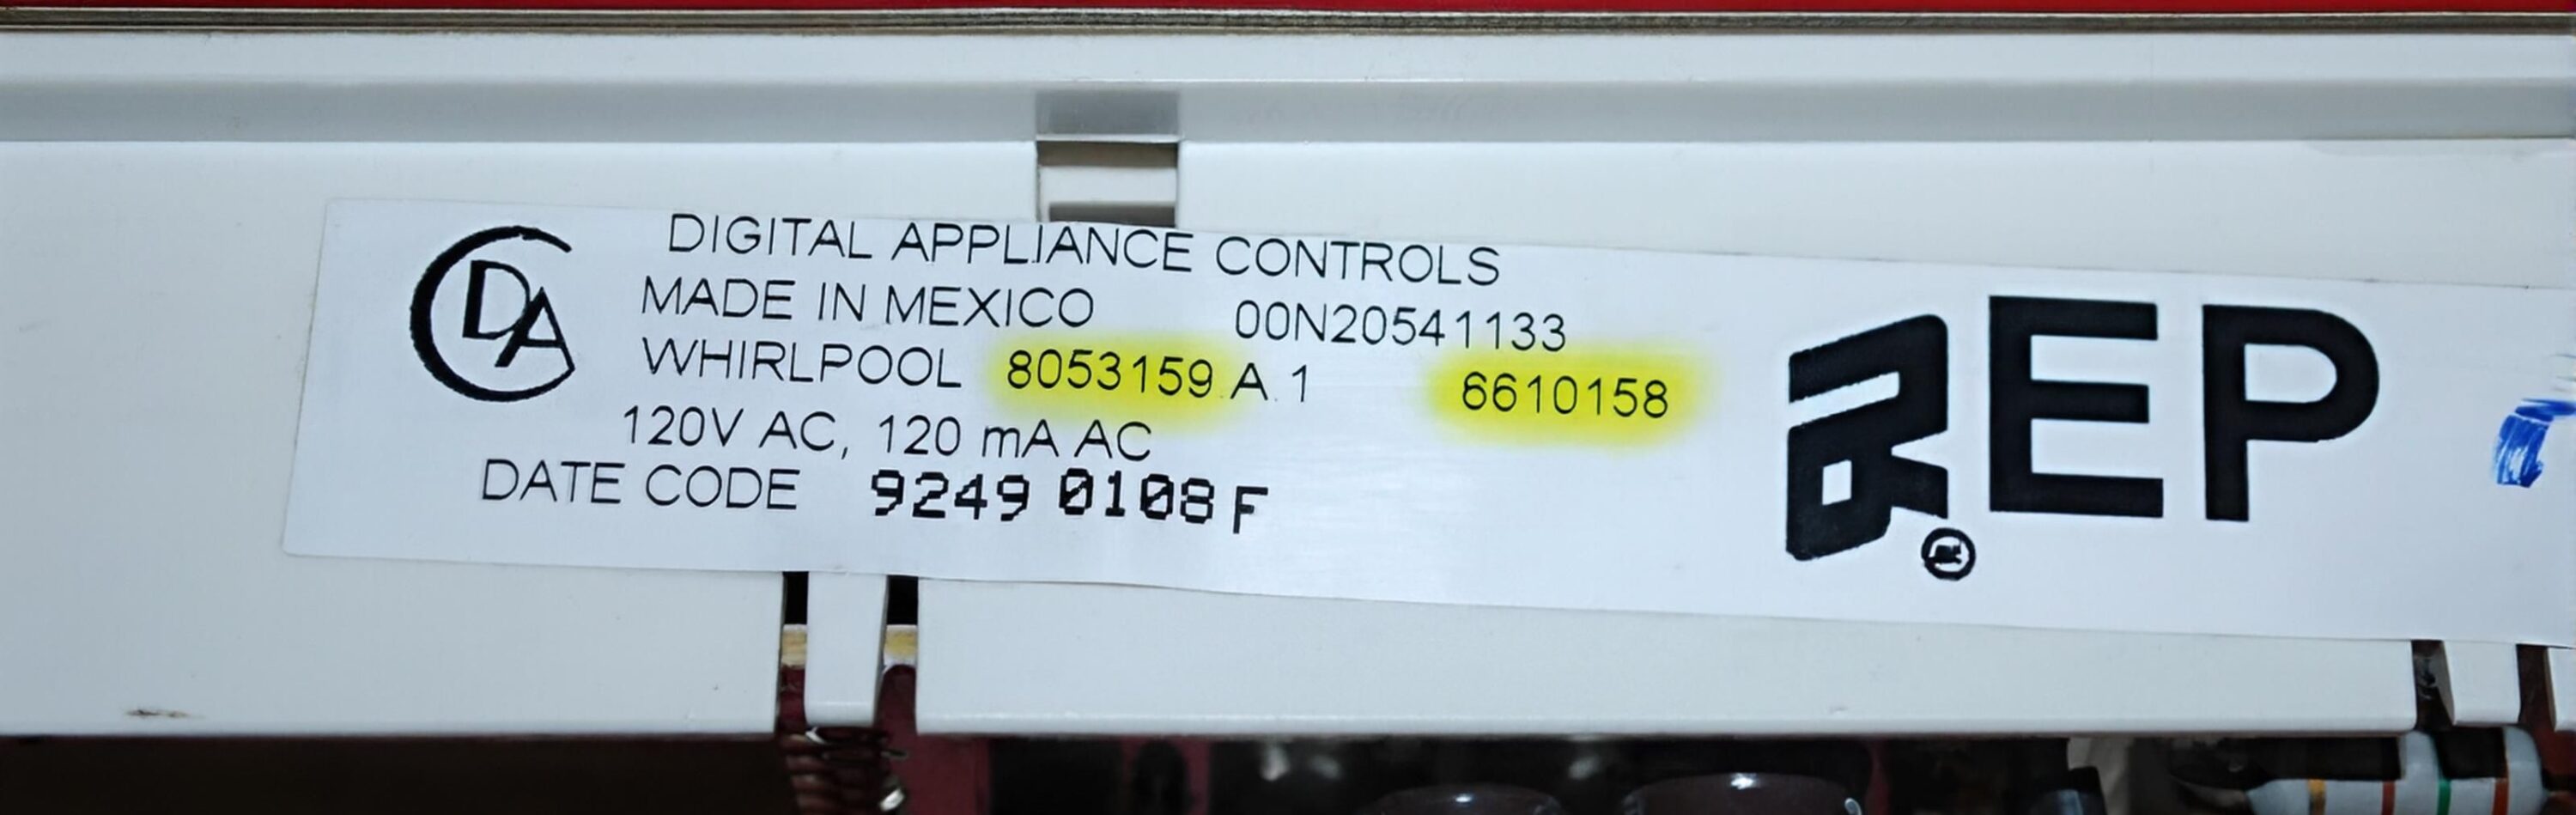 DIGITAL APPLIANCE CONTROLS
MADE IN MEXICO 00N20541133
WHIRLPOOL 8053159.A.1 6610158
120V AC, 120 mA AC
DATE CODE 9249 0108 F
CDA
REP